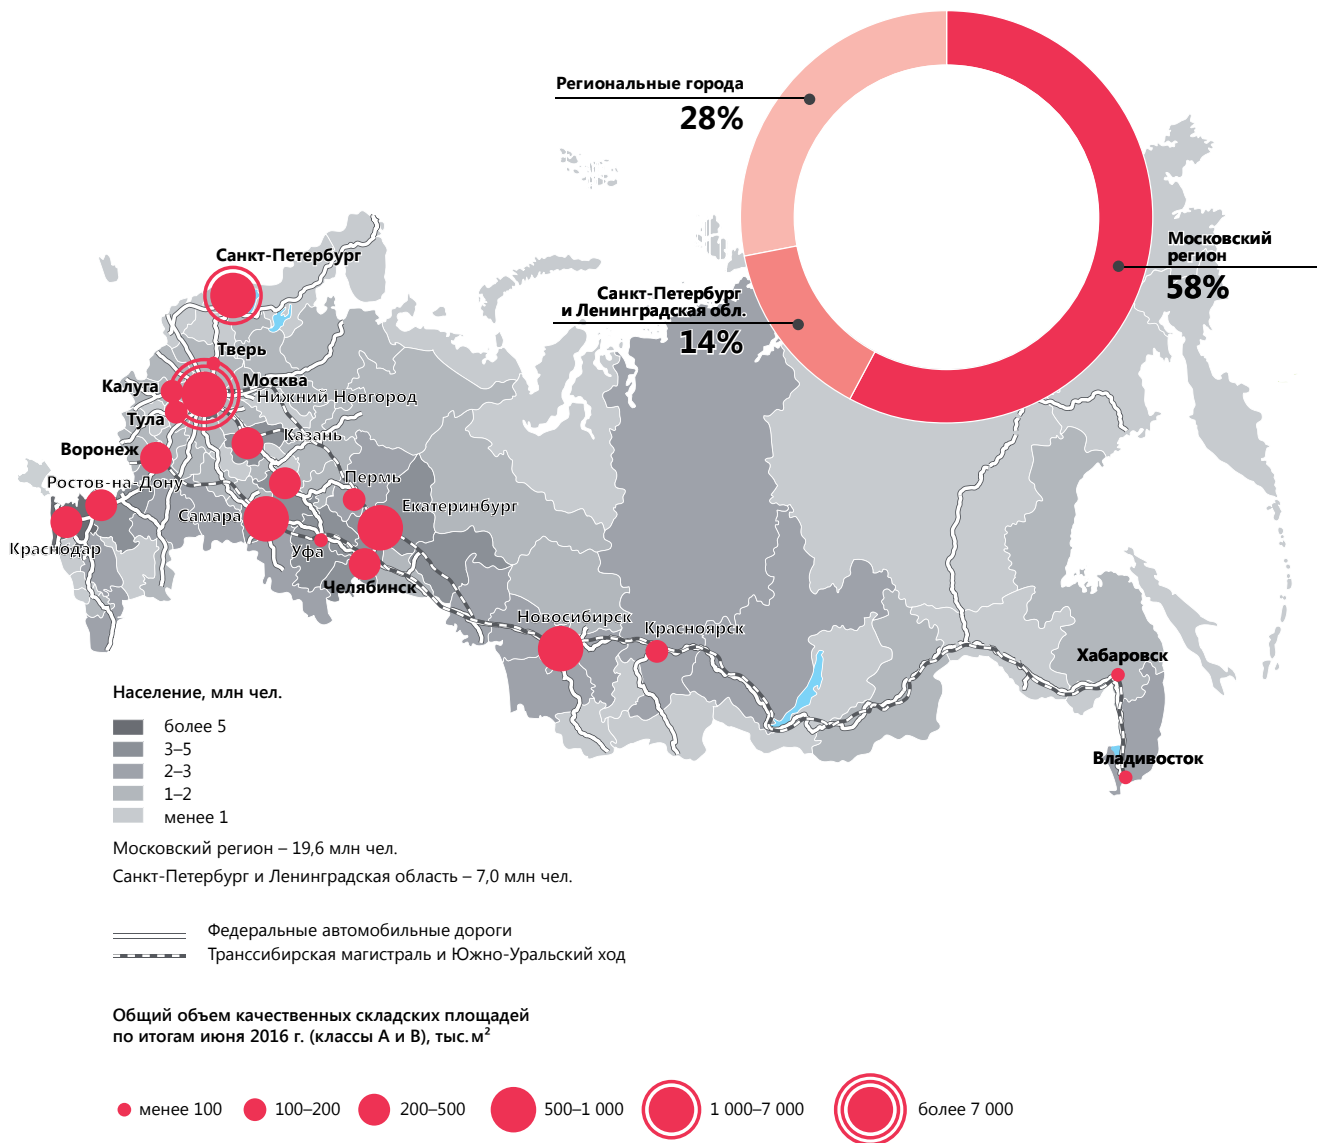 Региональные города
28%
Московский
регион
58%
Санкт-Петербург
и Ленинградская обл.
14%
Санкт-Петербург
Тверь
Калуга
Москва
Нижний Новгород
Тула
Казань
Воронеж
Ростов-на-Дону
Пермь
Екатеринбург
Самара
Краснодар
Уфа
Челябинск
Новосибирск
Красноярск
Хабаровск
Владивосток
Население, млн чел.
более 5
3–5
2–3
1–2
менее 1
Московский регион – 19,6 млн чел.
Санкт-Петербург и Ленинградская область – 7,0 млн чел.
Федеральные автомобильные дороги
Транссибирская магистраль и Южно-Уральский ход
Общий объем качественных складских площадей
по итогам июня 2016 г. (классы А и В), тыс. м²
менее 100
100–200
200–500
500–1 000
1 000–7 000
более 7 000